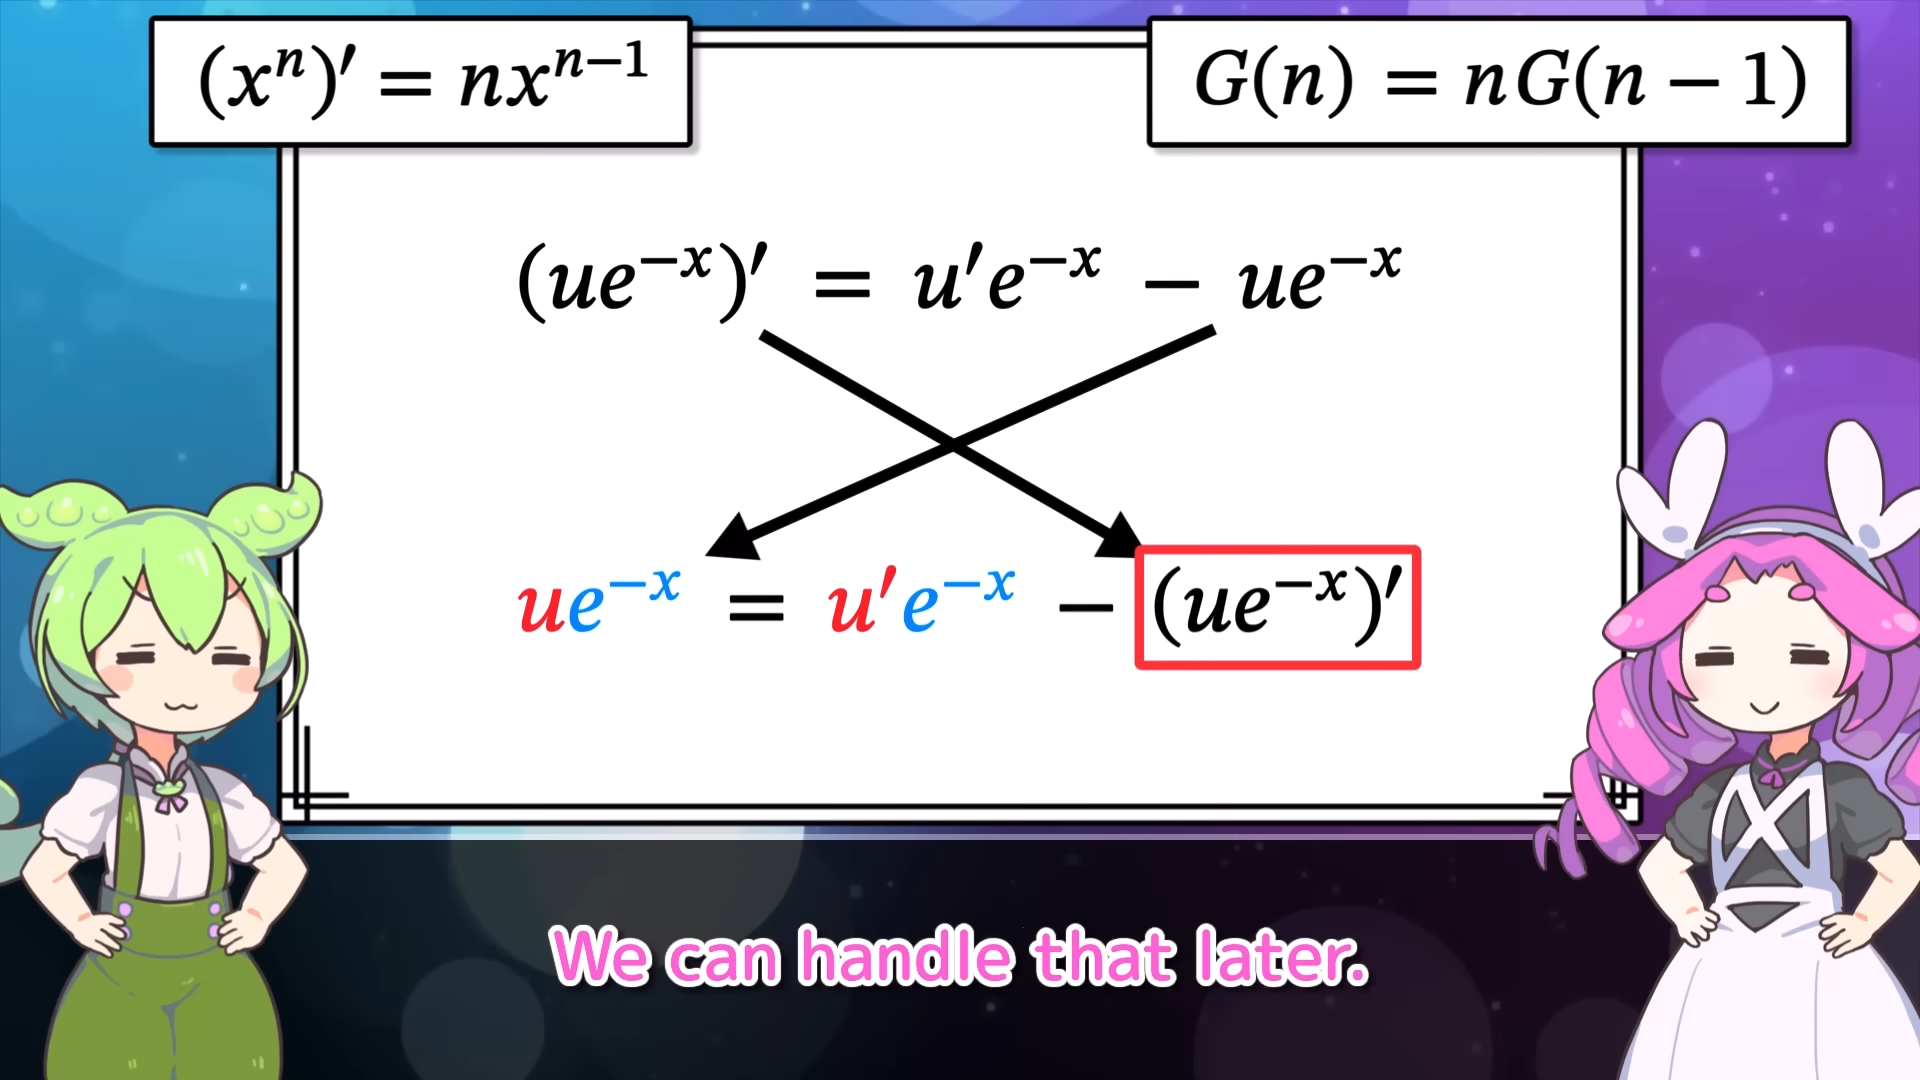 (xⁿ)′ = nxⁿ⁻¹
G(n) = nG(n − 1)
(ue⁻ˣ)′ = u′e⁻ˣ − ue⁻ˣ
ue⁻ˣ = u′e⁻ˣ − (ue⁻ˣ)′
We can handle that later.